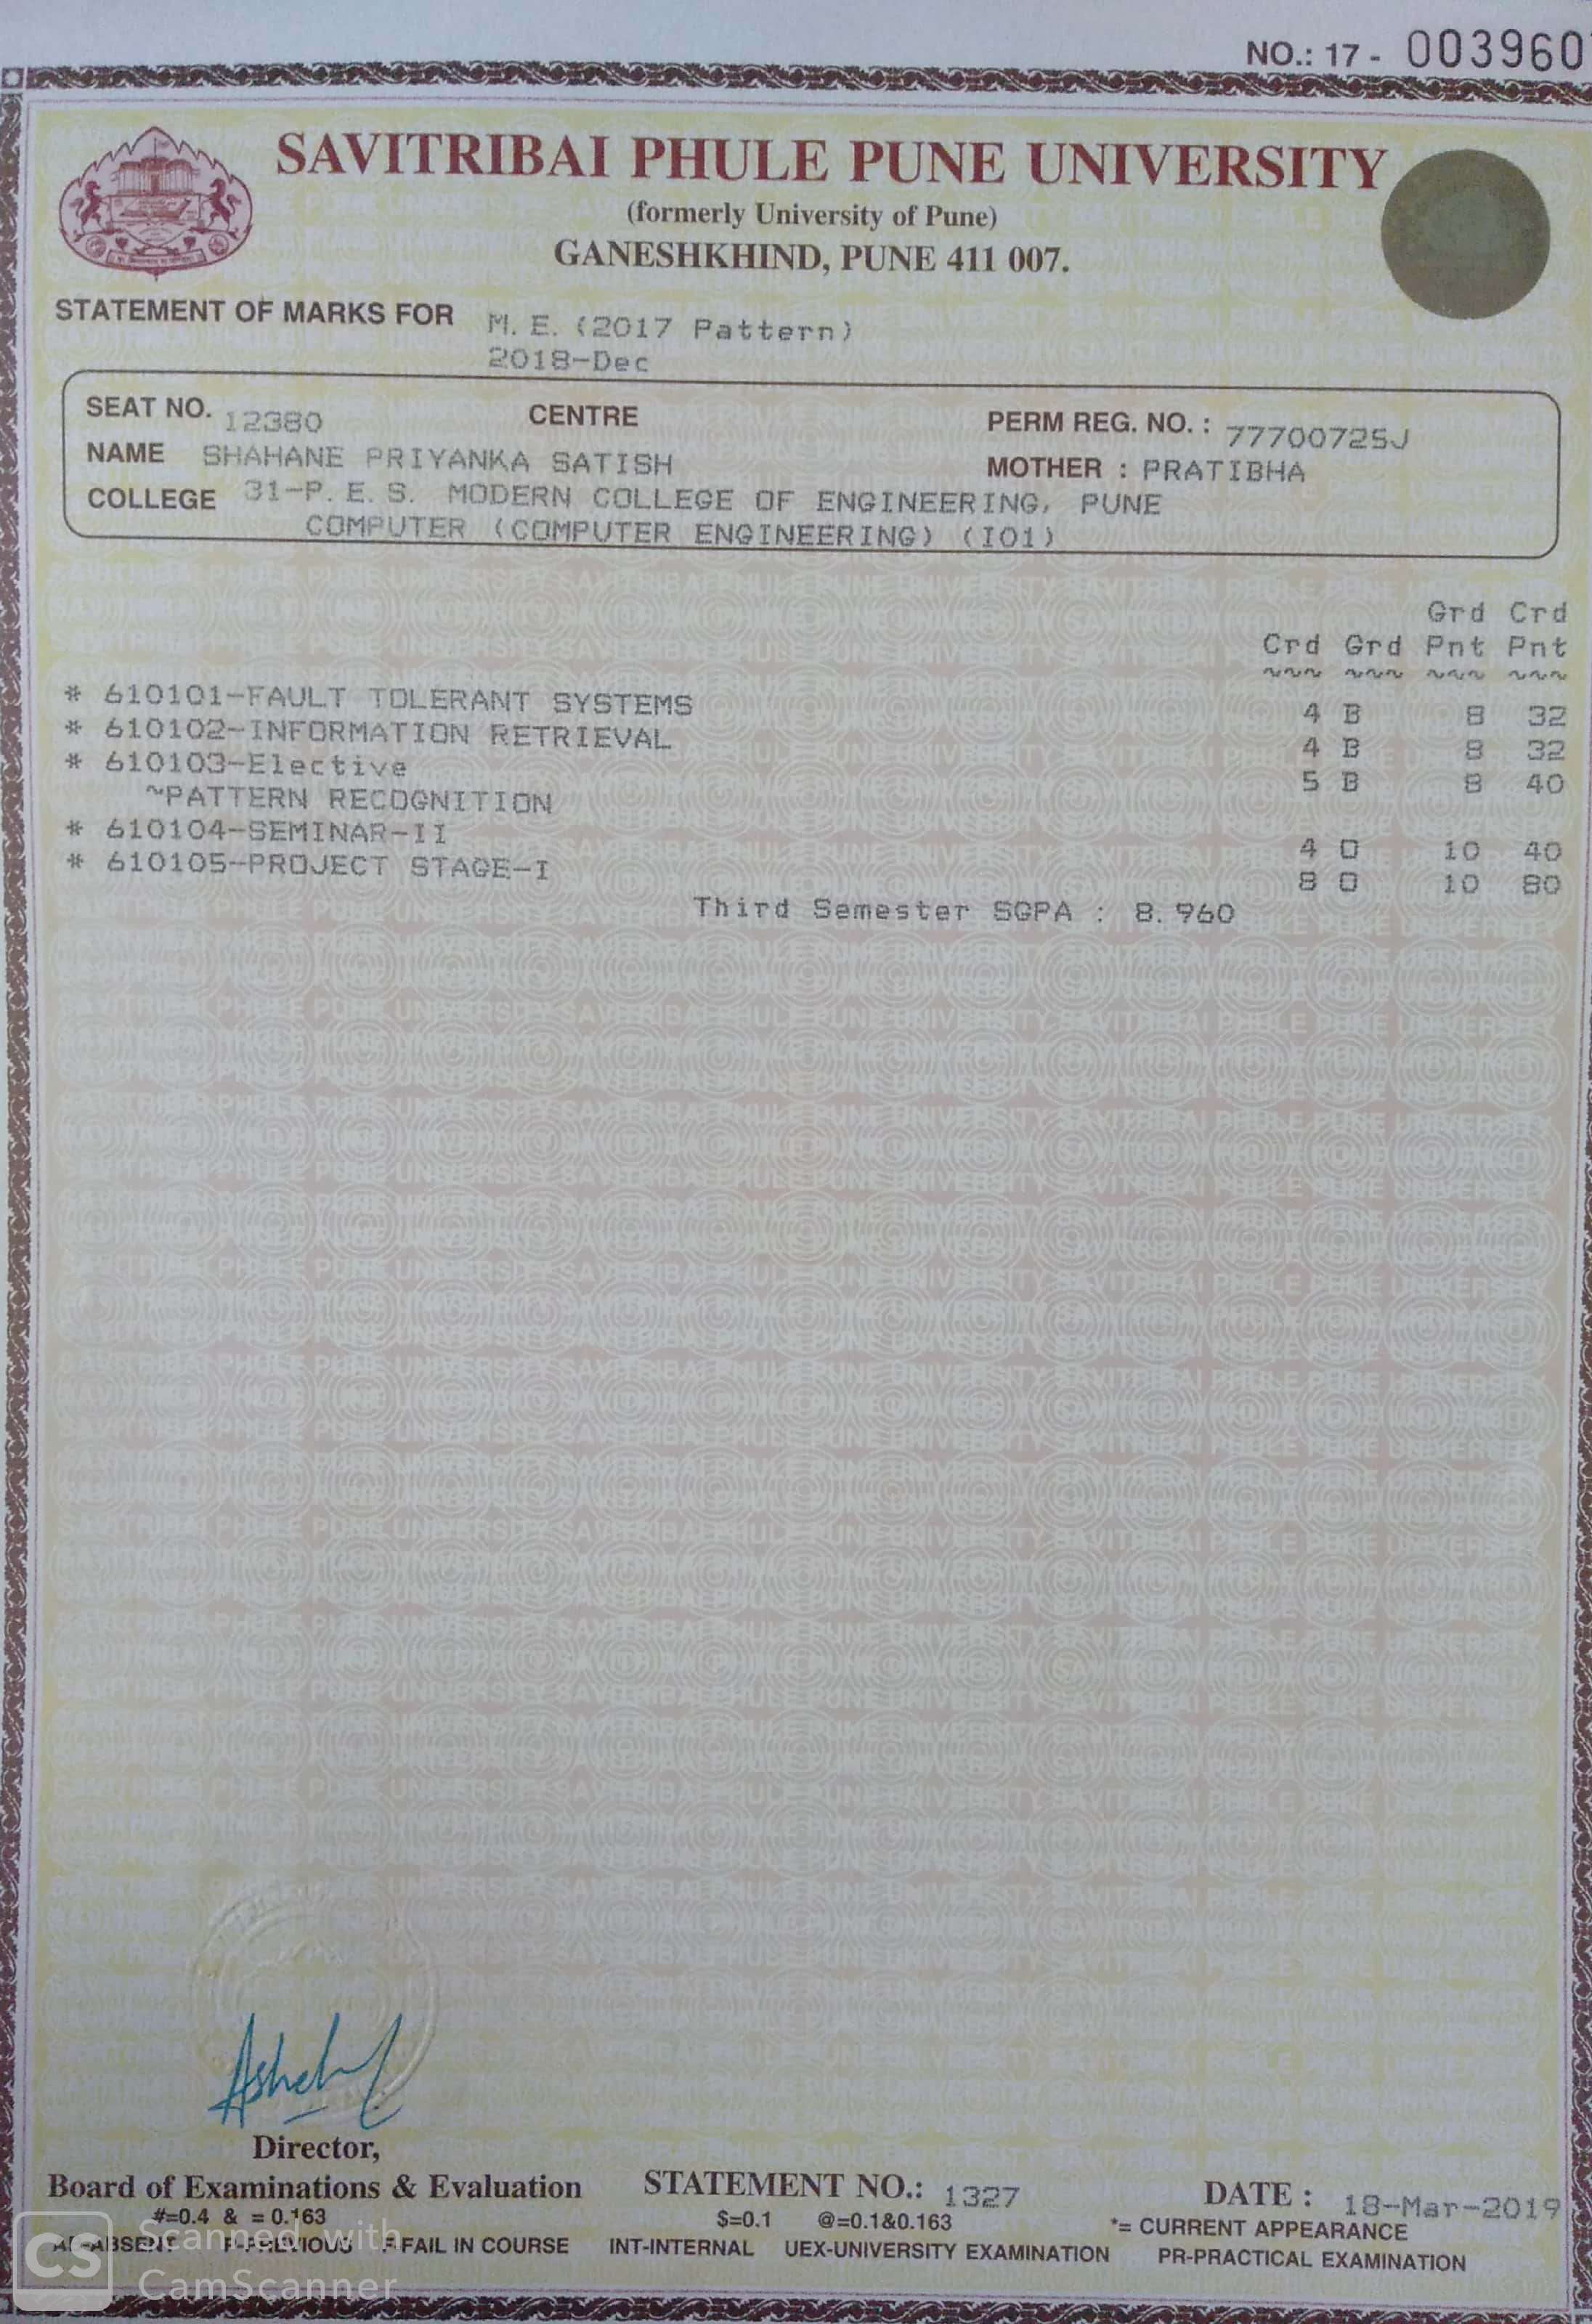 NO.: 17 - 003960
SAVITRIBAI PHULE PUNE UNIVERSITY
(formerly University of Pune)
GANESHKHIND, PUNE 411 007.
STATEMENT OF MARKS FOR M. E. (2017 Pattern)
2018-Dec
SEAT NO. 12380 CENTRE PERM REG. NO. : 77700725J
NAME SHAHANE PRIYANKA SATISH MOTHER : PRATIBHA
COLLEGE 31-P. E. S. MODERN COLLEGE OF ENGINEERING, PUNE
COMPUTER (COMPUTER ENGINEERING) (I01)
Grd Crd
Crd Grd Pnt Pnt
~~~ ~~~ ~~~ ~~~
* 610101-FAULT TOLERANT SYSTEMS 4 B 8 32
* 610102-INFORMATION RETRIEVAL 4 B 8 32
* 610103-Elective 5 B 8 40
~PATTERN RECOGNITION
* 610104-SEMINAR-II 4 O 10 40
* 610105-PROJECT STAGE-I 8 O 10 80
Third Semester SGPA : 8.960
Director,
Board of Examinations & Evaluation STATEMENT NO.: 1327 DATE : 18-Mar-2019
#=0.4 & = 0.163 $=0.1 @=0.1&0.163 *= CURRENT APPEARANCE
FAIL IN COURSE INT-INTERNAL UEX-UNIVERSITY EXAMINATION PR-PRACTICAL EXAMINATION
CS Scanned with
CamScanner